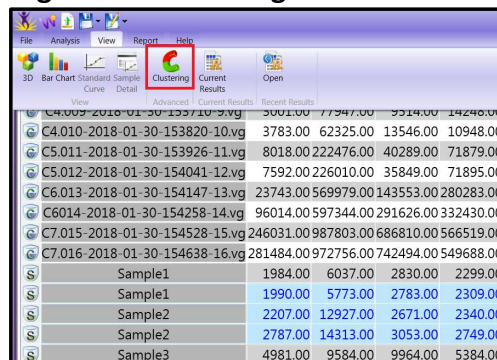 File Analysis View Report Help
3D Bar Chart Standard Curve Sample Detail Clustering Current Results Open
View Advanced Current Results Recent Results
C4.009-2018-01-30-153710-9.vg 3001.00 77947.00 9514.00 14248.00
C4.010-2018-01-30-153820-10.vg 3783.00 62325.00 13546.00 10948.00
C5.011-2018-01-30-153926-11.vg 8018.00 222476.00 40289.00 71879.00
C5.012-2018-01-30-154041-12.vg 7592.00 226010.00 35849.00 71895.00
C6.013-2018-01-30-154147-13.vg 23743.00 569979.00 143553.00 280283.00
C6014-2018-01-30-154258-14.vg 96014.00 597344.00 291626.00 332430.00
C7.015-2018-01-30-154528-15.vg 246031.00 987803.00 686810.00 566519.00
C7.016-2018-01-30-154638-16.vg 281484.00 972756.00 742494.00 549688.00
S Sample1 1984.00 6037.00 2830.00 2299.00
S Sample1 1990.00 5773.00 2783.00 2309.00
S Sample2 2207.00 12927.00 2671.00 2340.00
S Sample2 2787.00 14313.00 3053.00 2749.00
S Sample3 4981.00 9584.00 9964.00 5384.00